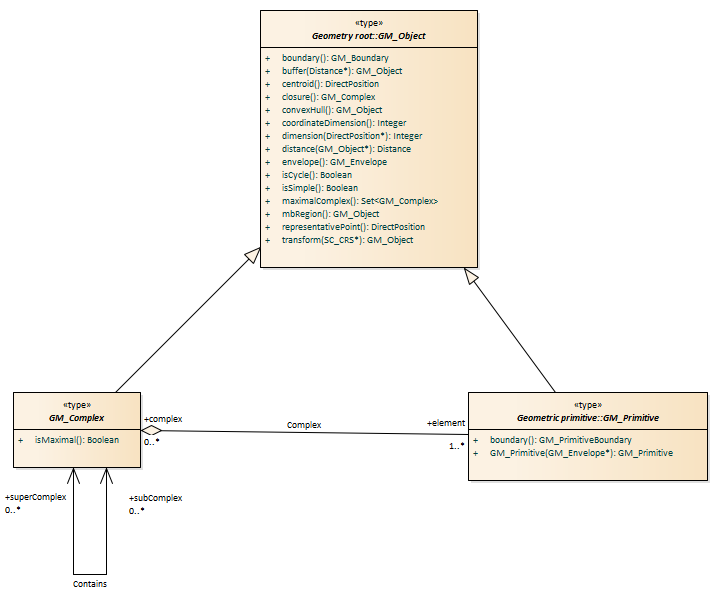 «type»
Geometry root::GM_Object
+ boundary(): GM_Boundary
+ buffer(Distance*): GM_Object
+ centroid(): DirectPosition
+ closure(): GM_Complex
+ convexHull(): GM_Object
+ coordinateDimension(): Integer
+ dimension(DirectPosition*): Integer
+ distance(GM_Object*): Distance
+ envelope(): GM_Envelope
+ isCycle(): Boolean
+ isSimple(): Boolean
+ maximalComplex(): Set<GM_Complex>
+ mbRegion(): GM_Object
+ representativePoint(): DirectPosition
+ transform(SC_CRS*): GM_Object
«type»
GM_Complex
+ isMaximal(): Boolean
+complex
0..*
Complex
+element
1..*
«type»
Geometric primitive::GM_Primitive
+ boundary(): GM_PrimitiveBoundary
+ GM_Primitive(GM_Envelope*): GM_Primitive
+superComplex
0..*
+subComplex
0..*
Contains